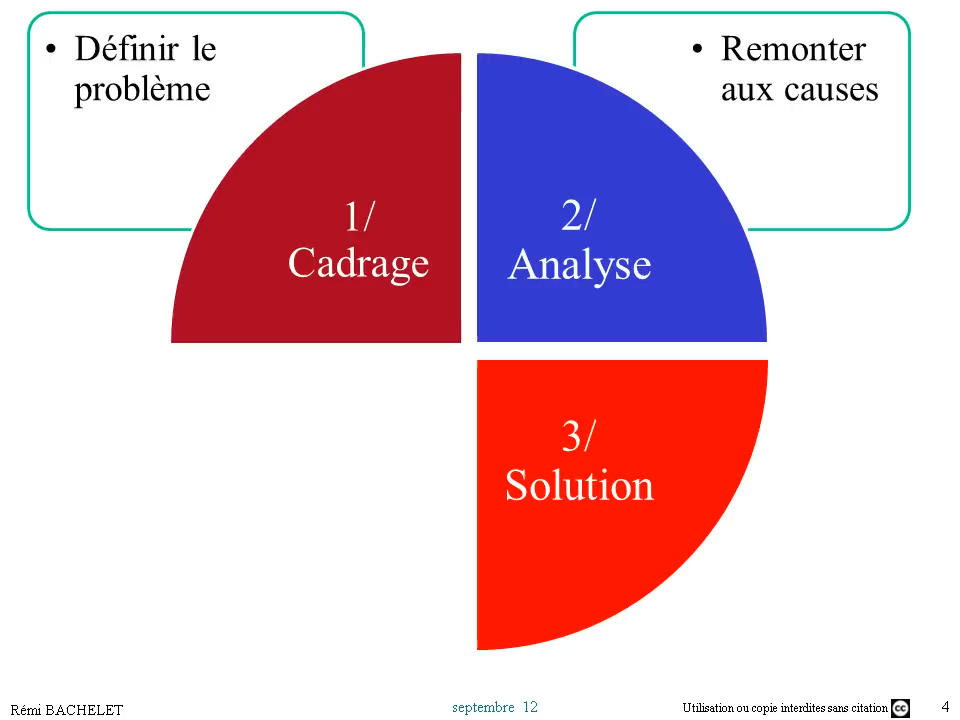 • Définir le
problème
• Remonter
aux causes
1/
Cadrage
2/
Analyse
3/
Solution
Rémi BACHELET
septembre 12
Utilisation ou copie interdites sans citation
cc
4